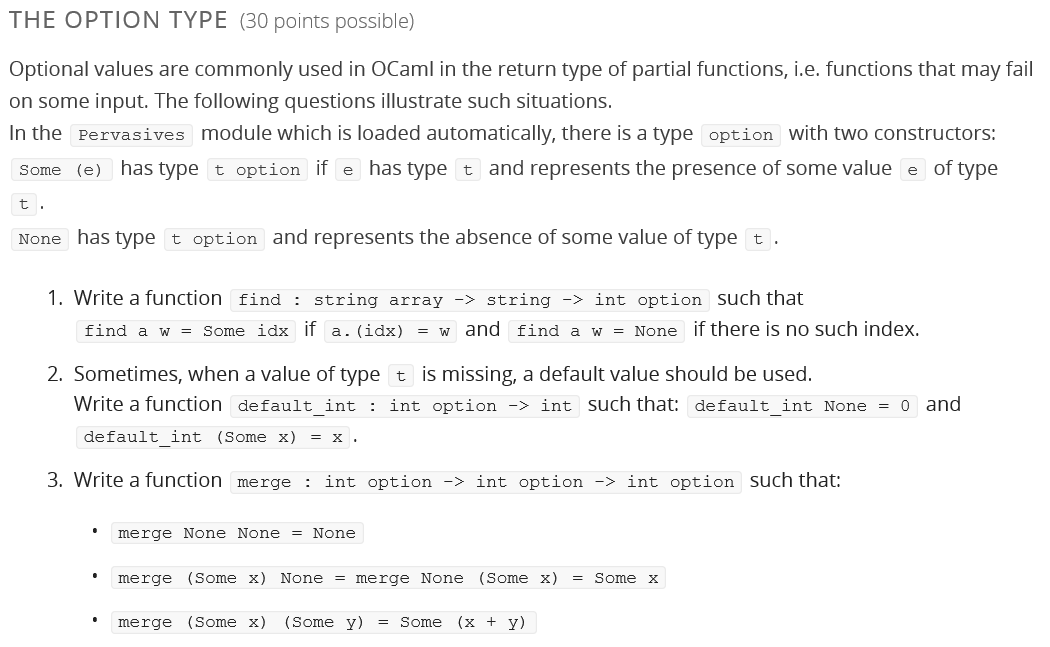 THE OPTION TYPE (30 points possible)
Optional values are commonly used in OCaml in the return type of partial functions, i.e. functions that may fail
on some input. The following questions illustrate such situations.
In the Pervasives module which is loaded automatically, there is a type option with two constructors:
Some (e) has type t option if e has type t and represents the presence of some value e of type
t .
None has type t option and represents the absence of some value of type t .
1. Write a function find : string array -> string -> int option such that
find a w = Some idx if a.(idx) = w and find a w = None if there is no such index.
2. Sometimes, when a value of type t is missing, a default value should be used.
Write a function default_int : int option -> int such that: default_int None = 0 and
default_int (Some x) = x .
3. Write a function merge : int option -> int option -> int option such that:
• merge None None = None
• merge (Some x) None = merge None (Some x) = Some x
• merge (Some x) (Some y) = Some (x + y)